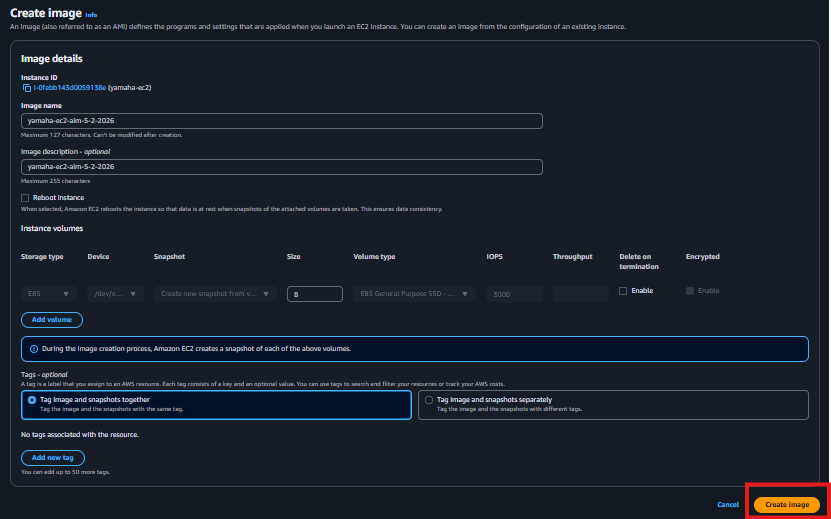 Create image Info
An image (also referred to as an AMI) defines the programs and settings that are applied when you launch an EC2 instance. You can create an image from the configuration of an existing instance.
Image details
Instance ID
i-0febb143d0059138e (yamaha-ec2)
Image name
yamaha-ec2-aim-5-2-2026
Maximum 127 characters. Can't be modified after creation.
Image description - optional
yamaha-ec2-aim-5-2-2026
Maximum 255 characters
Reboot instance
When selected, Amazon EC2 reboots the instance so that data is at rest when snapshots of the attached volumes are taken. This ensures data consistency.
Instance volumes
Storage type Device Snapshot Size Volume type IOPS Throughput Delete on termination Encrypted
EBS /dev/x... Create new snapshot from v... 8 EBS General Purpose SSD - ... 3000 Enable Enable
Add volume
During the image creation process, Amazon EC2 creates a snapshot of each of the above volumes.
Tags - optional
A tag is a label that you assign to an AWS resource. Each tag consists of a key and an optional value. You can use tags to search and filter your resources or track your AWS costs.
Tag image and snapshots together
Tag the image and the snapshots with the same tag.
Tag image and snapshots separately
Tag the image and the snapshots with different tags.
No tags associated with the resource.
Add new tag
You can add up to 50 more tags.
Cancel Create image